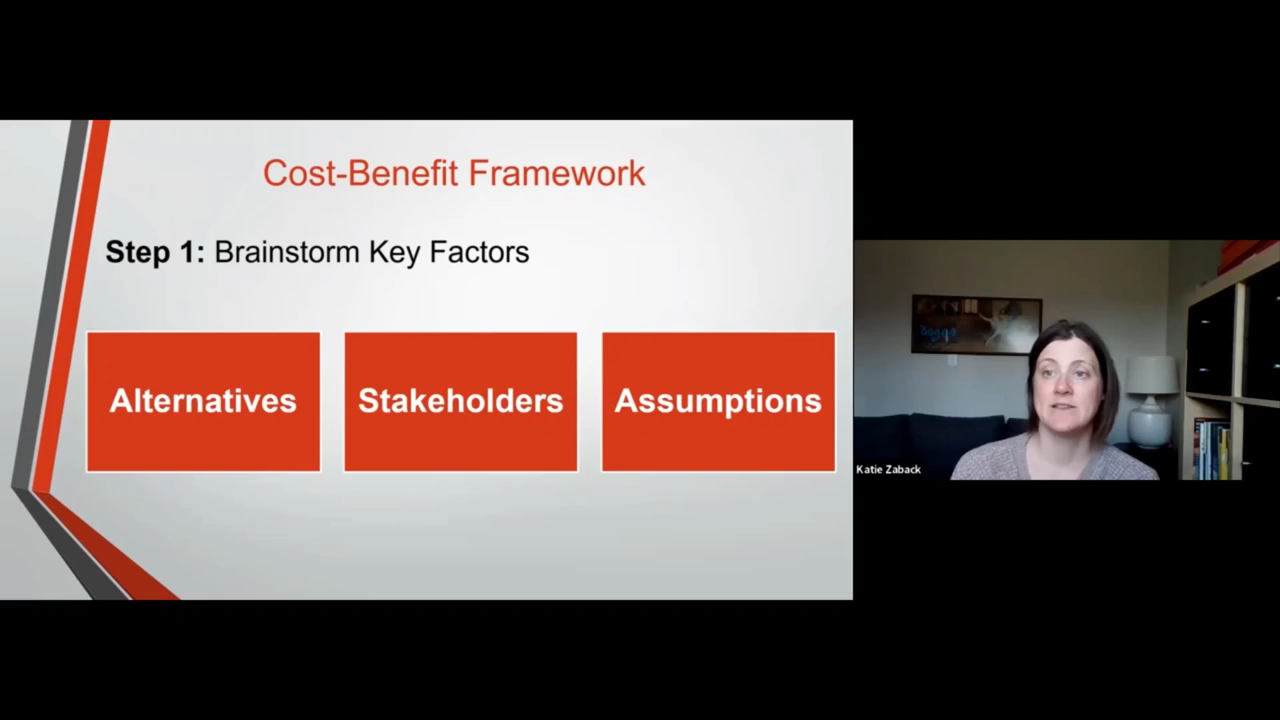 Cost-Benefit Framework
Step 1: Brainstorm Key Factors
Alternatives
Stakeholders
Assumptions
Katie Zaback